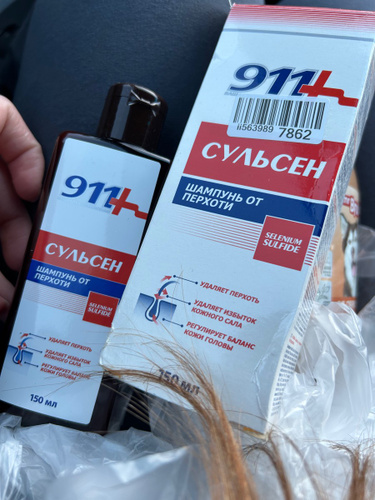 911+
СУЛЬСЕН
ШАМПУНЬ ОТ
ПЕРХОТИ
SELENIUM
SULFIDE
УДАЛЯЕТ ПЕРХОТЬ
УДАЛЯЕТ ИЗБЫТОК
КОЖНОГО САЛА
РЕГУЛИРУЕТ БАЛАНС
КОЖИ ГОЛОВЫ
150 МЛ
911+
ii563989 7862
СУЛЬСЕН
ШАМПУНЬ ОТ
ПЕРХОТИ
SELENIUM
SULFIDE
УДАЛЯЕТ ПЕРХОТЬ
УДАЛЯЕТ ИЗБЫТОК
КОЖНОГО САЛА
РЕГУЛИРУЕТ БАЛАНС
КОЖИ ГОЛОВЫ
150 МЛ